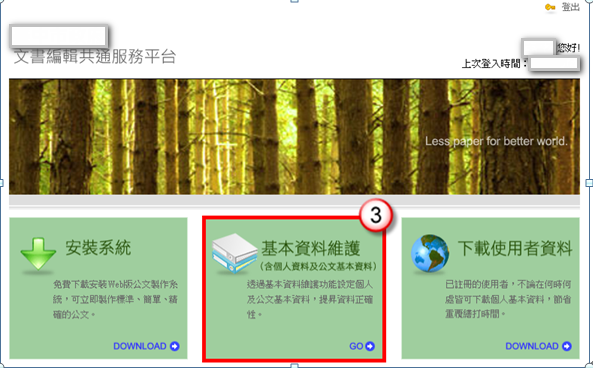 登出
文書編輯共通服務平台
您好!
上次登入時間：
Less paper for better world.
3
安裝系統
免費下載安裝Web版公文製作系
統，可立即製作標準、簡單、精
確的公文。
DOWNLOAD
基本資料維護
(含個人資料及公文基本資料)
透過基本資料維護功能設定個人
及公文基本資料，提昇資料正確
性。
GO
下載使用者資料
已註冊的使用者，不論在何時何
處皆可下載個人基本資料，節省
重覆繕打時間。
DOWNLOAD